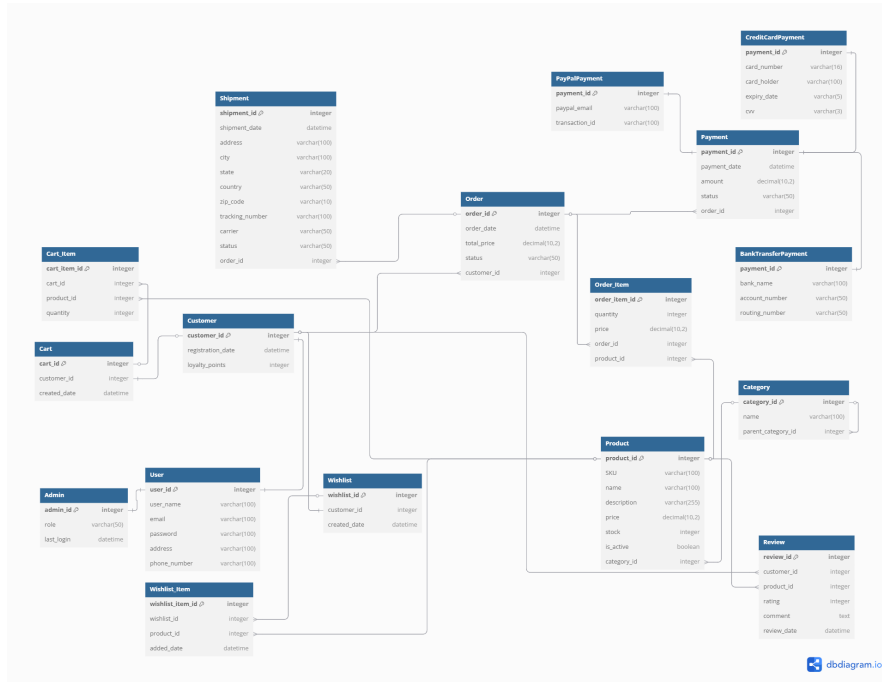 CreditCardPayment
payment_id integer
card_number varchar(16)
card_holder varchar(100)
expiry_date varchar(5)
cvv varchar(3)
PayPalPayment
payment_id integer
paypal_email varchar(100)
transaction_id varchar(100)
Shipment
shipment_id integer
shipment_date datetime
address varchar(100)
city varchar(100)
state varchar(20)
country varchar(50)
zip_code varchar(10)
tracking_number varchar(100)
carrier varchar(50)
status varchar(50)
order_id integer
Payment
payment_id integer
payment_date datetime
amount decimal(10,2)
status varchar(50)
order_id integer
Order
order_id integer
order_date datetime
total_price decimal(10,2)
status varchar(50)
customer_id integer
Cart_Item
cart_item_id integer
cart_id integer
product_id integer
quantity integer
BankTransferPayment
payment_id integer
bank_name varchar(100)
account_number varchar(50)
routing_number varchar(50)
Order_Item
order_item_id integer
quantity integer
price decimal(10,2)
order_id integer
product_id integer
Customer
customer_id integer
registration_date datetime
loyalty_points integer
Cart
cart_id integer
customer_id integer
created_date datetime
Category
category_id integer
name varchar(100)
parent_category_id integer
Product
product_id integer
SKU varchar(100)
name varchar(100)
description varchar(255)
price decimal(10,2)
stock integer
is_active boolean
category_id integer
User
user_id integer
user_name varchar(100)
email varchar(100)
password varchar(100)
address varchar(100)
phone_number varchar(100)
Wishlist
wishlist_id integer
customer_id integer
created_date datetime
Admin
admin_id integer
role varchar(50)
last_login datetime
Review
review_id integer
customer_id integer
product_id integer
rating integer
comment text
review_date datetime
Wishlist_Item
wishlist_item_id integer
wishlist_id integer
product_id integer
added_date datetime
dbdiagram.io